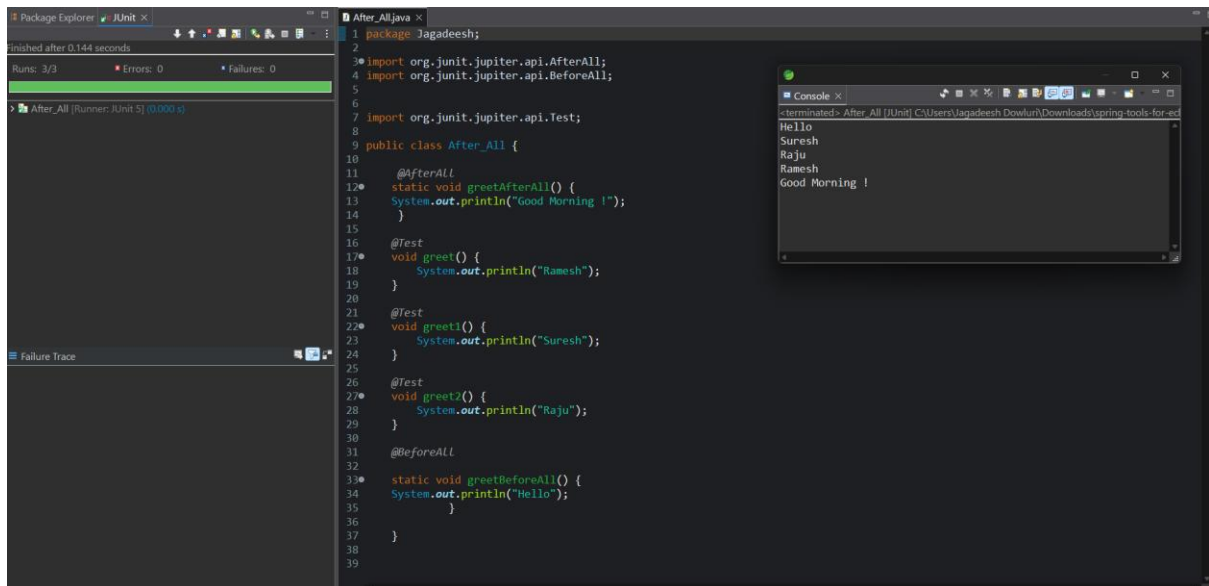 Package Explorer
JUnit
Finished after 0.144 seconds
Runs: 3/3
Errors: 0
Failures: 0
After_All [Runner: JUnit 5] (0.000 s)
Failure Trace
After_All.java
1 package Jagadeesh;
2
3 import org.junit.jupiter.api.AfterAll;
4 import org.junit.jupiter.api.BeforeAll;
5
6
7 import org.junit.jupiter.api.Test;
8
9 public class After_All {
10
11 @AfterAll
12 static void greetAfterAll() {
13 System.out.println("Good Morning !");
14 }
15
16 @Test
17 void greet() {
18 System.out.println("Ramesh");
19 }
20
21 @Test
22 void greet1() {
23 System.out.println("Suresh");
24 }
25
26 @Test
27 void greet2() {
28 System.out.println("Raju");
29 }
30
31 @BeforeAll
32
33 static void greetBeforeAll() {
34 System.out.println("Hello");
35 }
36
37 }
38
39
Console
<terminated> After_All [JUnit] C:\Users\Jagadeesh Dowluri\Downloads\spring-tools-for-ecl
Hello
Suresh
Raju
Ramesh
Good Morning !